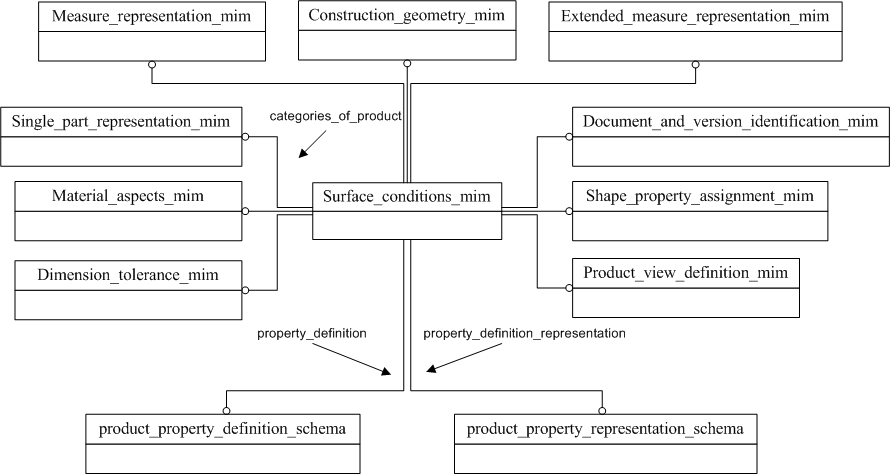 Measure_representation_mim
Construction_geometry_mim
Extended_measure_representation_mim
categories_of_product
Single_part_representation_mim
Document_and_version_identification_mim
Material_aspects_mim
Surface_conditions_mim
Shape_property_assignment_mim
Dimension_tolerance_mim
Product_view_definition_mim
property_definition
property_definition_representation
product_property_definition_schema
product_property_representation_schema